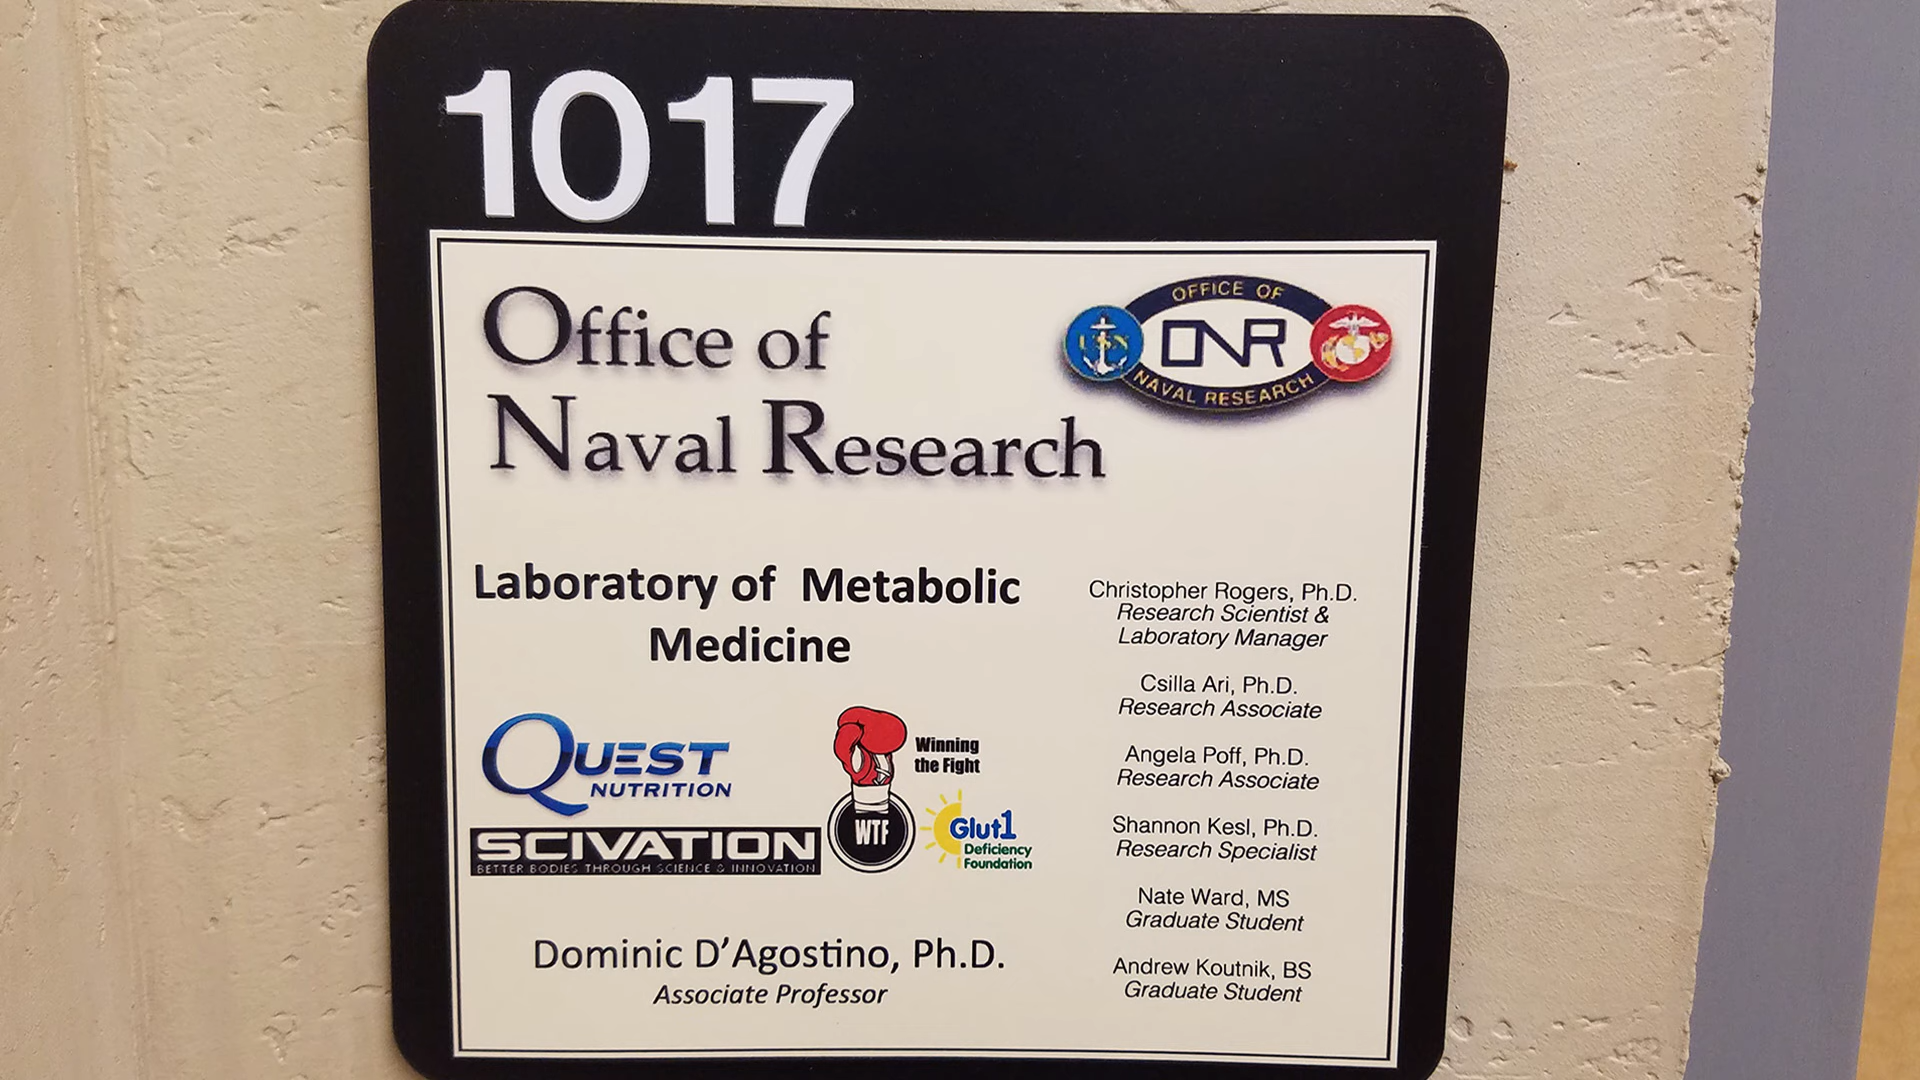 1017
Office of
Naval Research
OFFICE OF
USN
ONR
NAVAL RESEARCH
Laboratory of Metabolic
Medicine
QUEST
NUTRITION
SCIVATION
BETTER BODIES THROUGH SCIENCE & INNOVATION
Winning
the Fight
WTF
Glut1
Deficiency
Foundation
Dominic D'Agostino, Ph.D.
Associate Professor
Christopher Rogers, Ph.D.
Research Scientist &
Laboratory Manager
Csilla Ari, Ph.D.
Research Associate
Angela Poff, Ph.D.
Research Associate
Shannon Kesl, Ph.D.
Research Specialist
Nate Ward, MS
Graduate Student
Andrew Koutnik, BS
Graduate Student